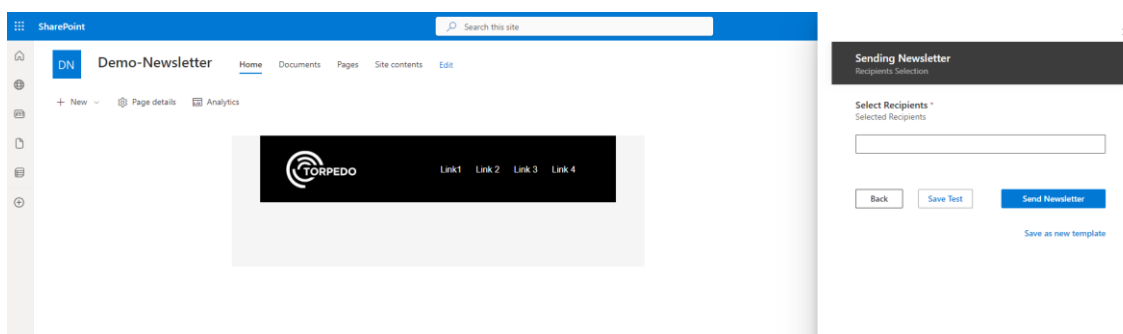 SharePoint
Search this site
DN
Demo-Newsletter
Home
Documents
Pages
Site contents
Edit
+ New
Page details
Analytics
TORPEDO
Link1
Link 2
Link 3
Link 4
Sending Newsletter
Recipients Selection
Select Recipients *
Selected Recipients
Back
Save Test
Send Newsletter
Save as new template